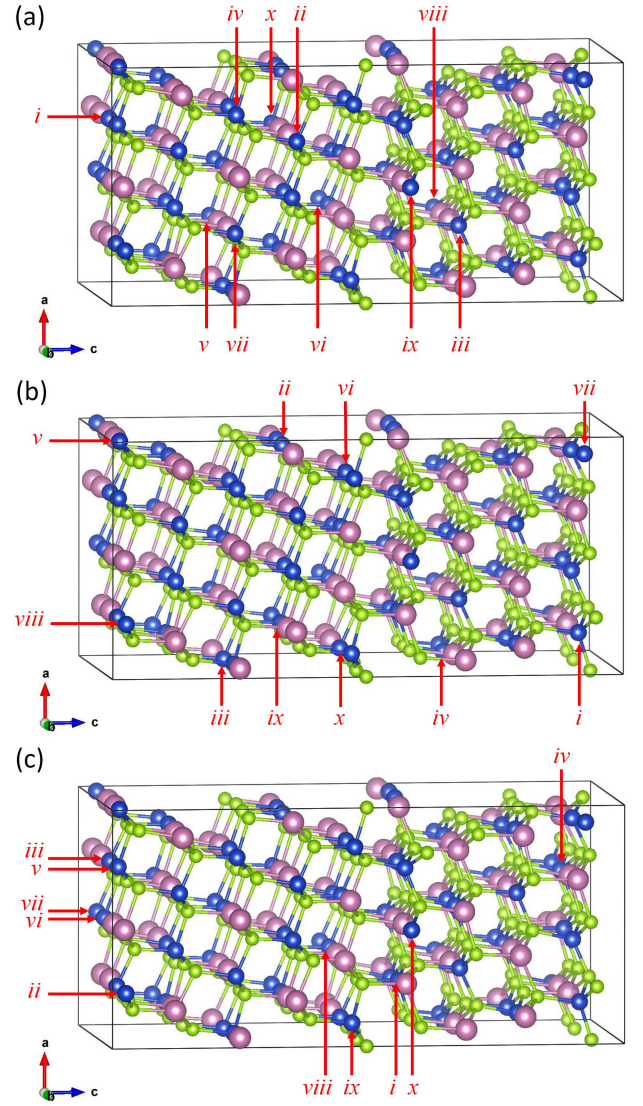 (a)
iv x ii viii
i
v vii vi ix iii
a
b c
(b)
ii vi vii
v
viii
iii ix x iv i
a
b c
(c)
iv
iii
v
vii
vi
ii
viii ix i x
a
b c